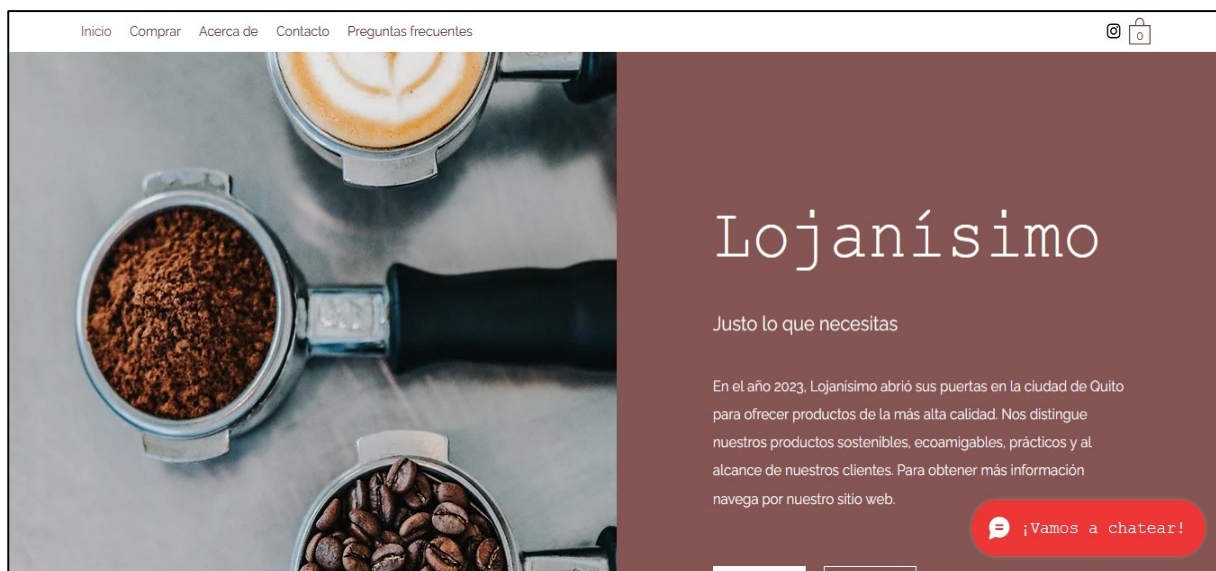 Inicio Comprar Acerca de Contacto Preguntas frecuentes
0
Lojanísimo
Justo lo que necesitas
En el año 2023, Lojanísimo abrió sus puertas en la ciudad de Quito
para ofrecer productos de la más alta calidad. Nos distingue
nuestros productos sostenibles, ecoamigables, prácticos y al
alcance de nuestros clientes. Para obtener más información
navega por nuestro sitio web.
¡Vamos a chatear!